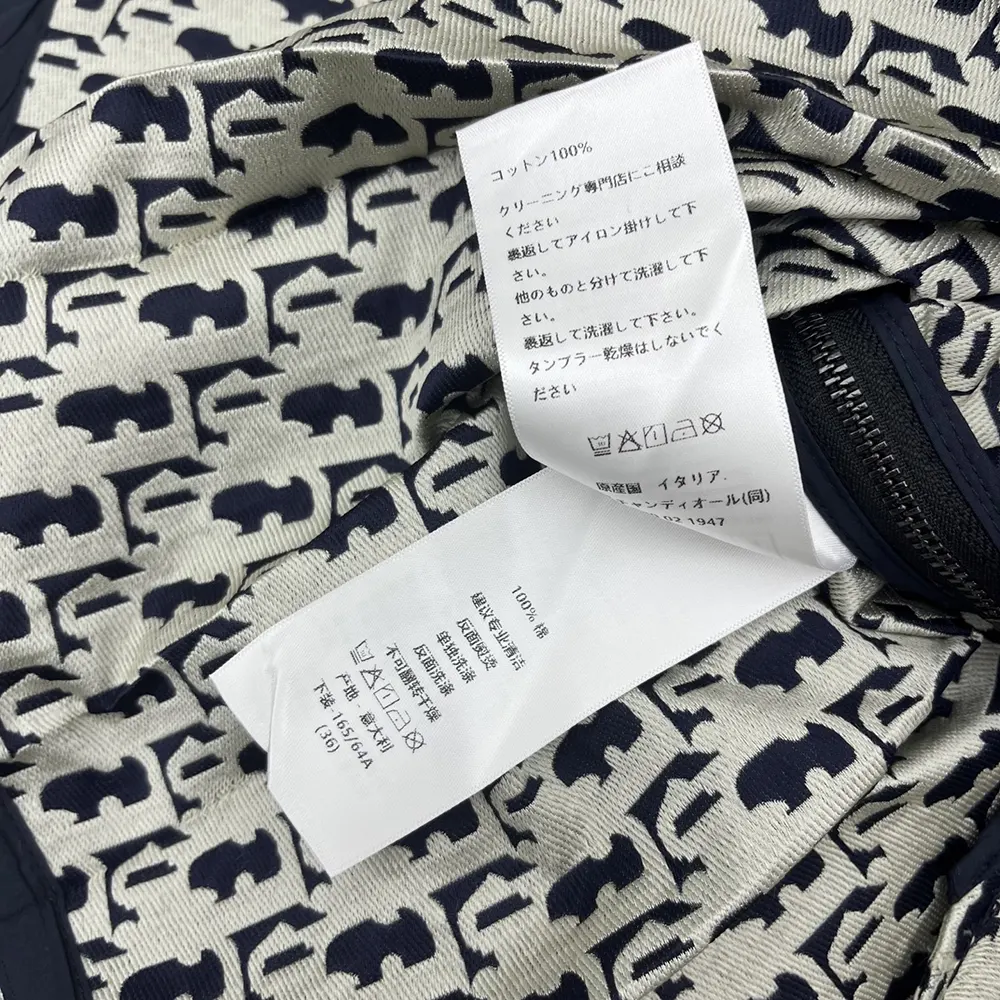 コットン100%
クリーニング専門店にご相談
ください
裏返してアイロン掛けして下
さい。
他のものと分けて洗濯して下
さい。
裏返して洗濯して下さい。
タンブラー乾燥はしないでく
ださい
原産国 イタリア.
ャンディオール(同)
1947
100% 棉
建议专业清洁
反面熨烫
单独洗涤
反面洗涤
不可翻转干燥
产地 - 意大利
下装 -165/64A
(36)